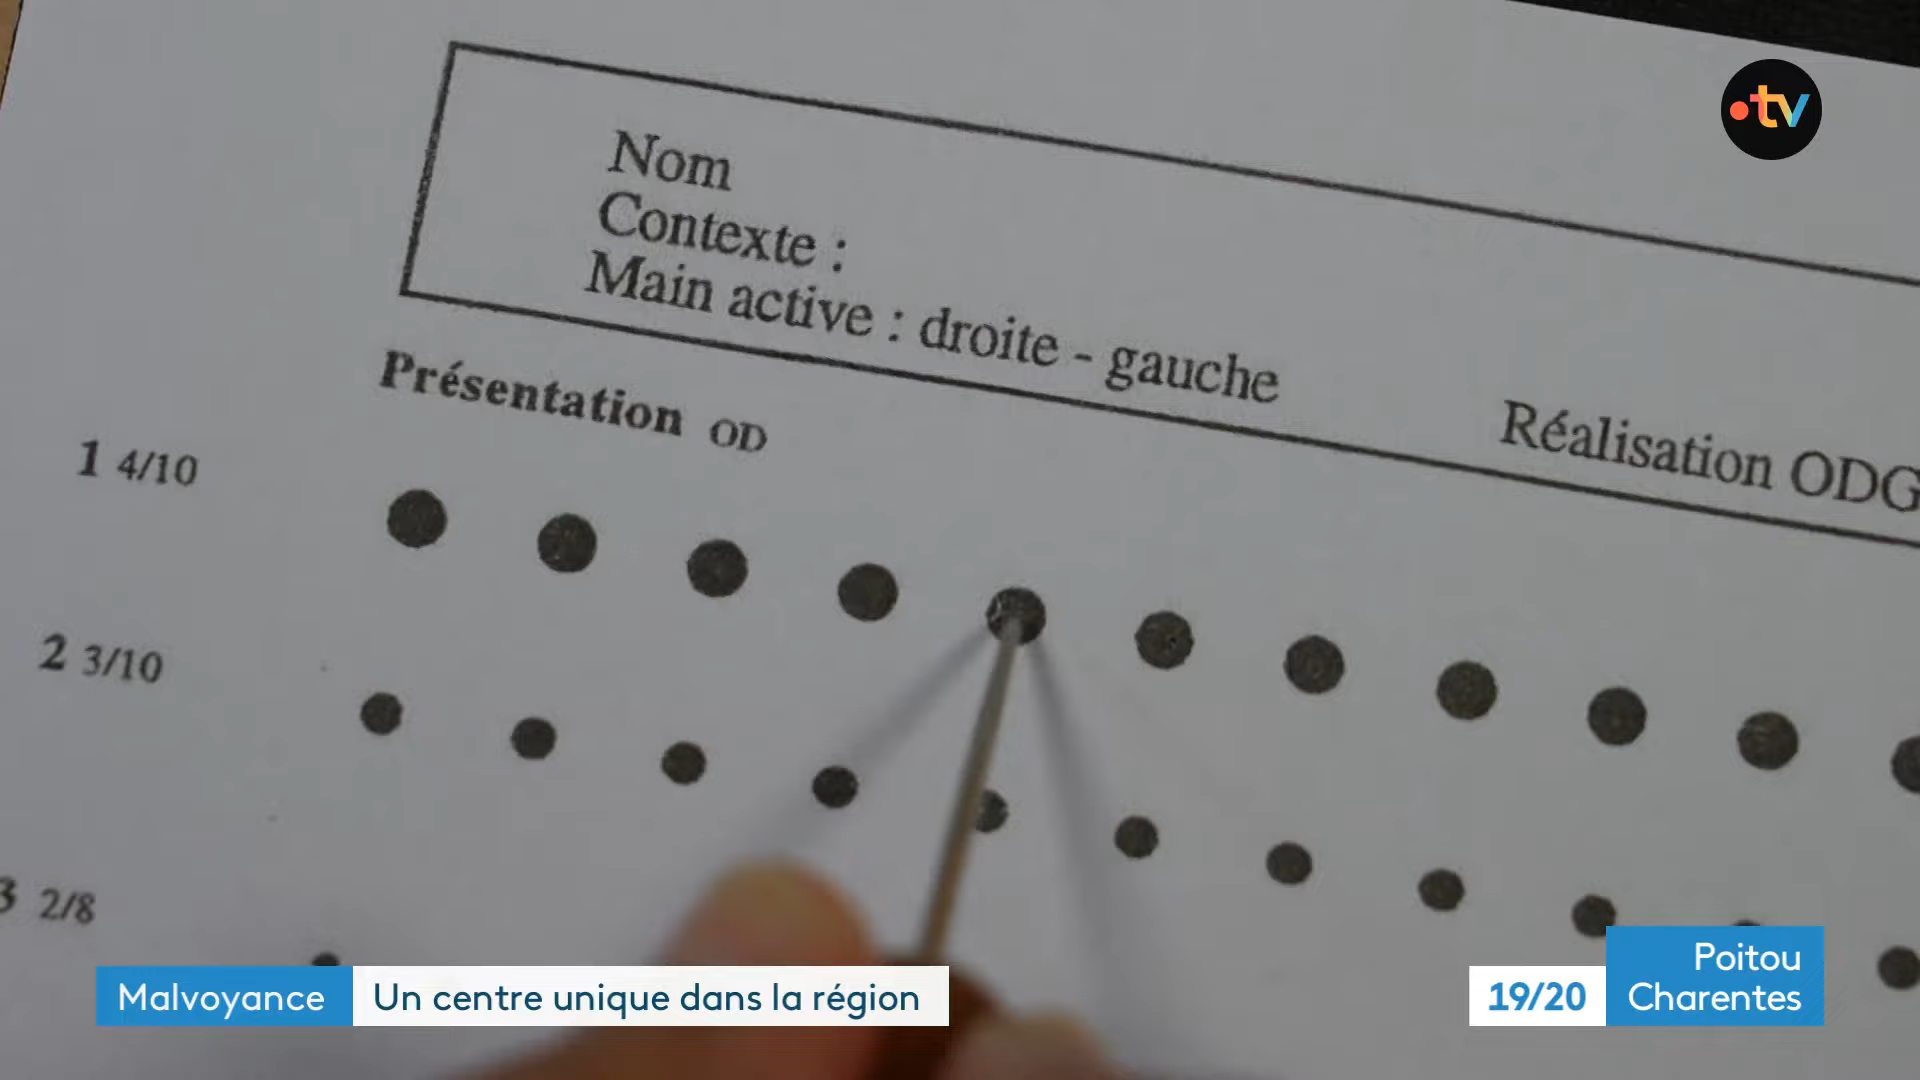 tv
Nom
Contexte :
Main active : droite - gauche
Présentation OD
Réalisation ODG
1 4/10
2 3/10
3 2/8
Malvoyance
Un centre unique dans la région
19/20
Poitou
Charentes